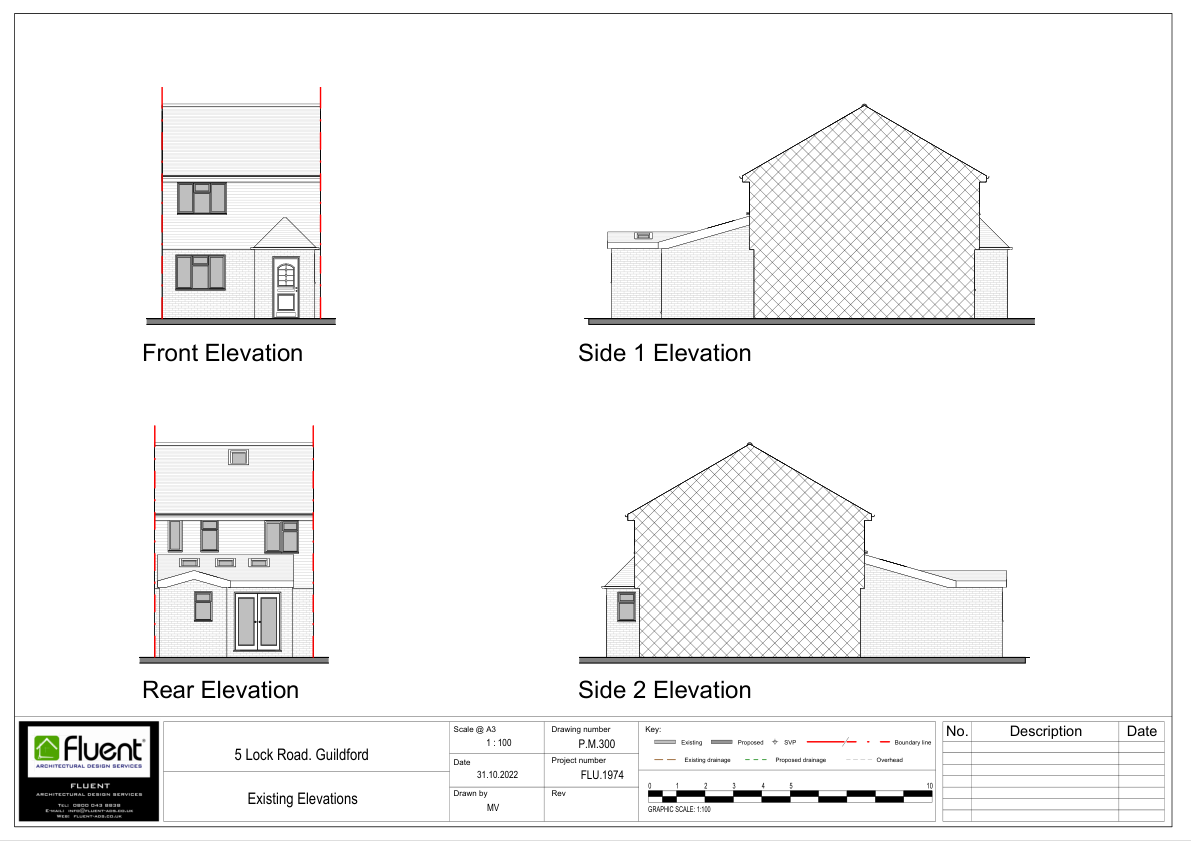 Front Elevation
Side 1 Elevation
Rear Elevation
Side 2 Elevation
fluent
ARCHITECTURAL DESIGN SERVICES
FLUENT
ARCHITECTURAL DESIGN SERVICES
TEL: 0800 043 8838
E-MAIL: INFO@FLUENT-ADS.CO.UK
WEB: FLUENT-ADS.CO.UK
5 Lock Road. Guildford
Existing Elevations
Scale @ A3
1 : 100
Date
31.10.2022
Drawn by
MV
Drawing number
P.M.300
Project number
FLU.1974
Rev
Key:
Existing Proposed SVP Boundary line
Existing drainage Proposed drainage Overhead
0 1 2 3 4 5 10
GRAPHIC SCALE: 1:100
No. Description Date